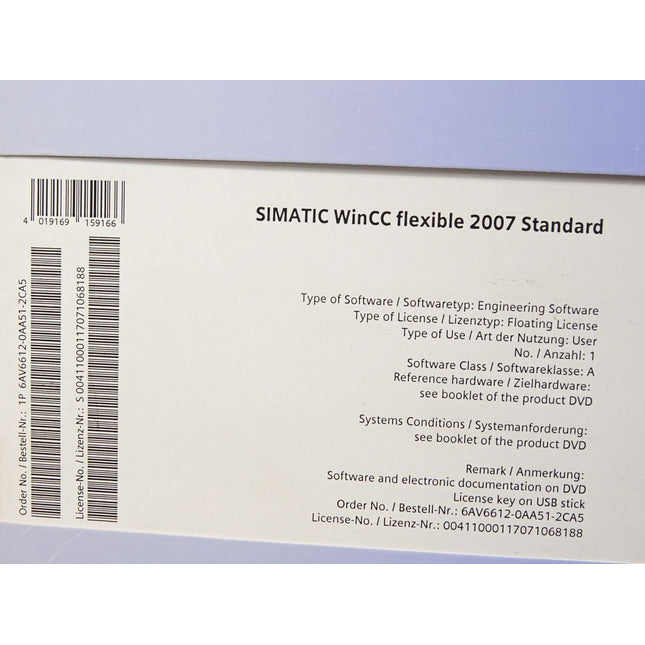 4 019169 159166
Order No. / Bestell-Nr.: 1P 6AV6612-0AA51-2CA5
License-No. / Lizenz-Nr.: S 00411000117071068188
SIMATIC WinCC flexible 2007 Standard
Type of Software / Softwaretyp: Engineering Software
Type of License / Lizenztyp: Floating License
Type of Use / Art der Nutzung: User
No. / Anzahl: 1
Software Class / Softwareklasse: A
Reference hardware / Zielhardware:
see booklet of the product DVD
Systems Conditions / Systemanforderung:
see booklet of the product DVD
Remark / Anmerkung:
Software and electronic documentation on DVD
License key on USB stick
Order No. / Bestell-Nr.: 6AV6612-0AA51-2CA5
License-No. / Lizenz-Nr.: 00411000117071068188